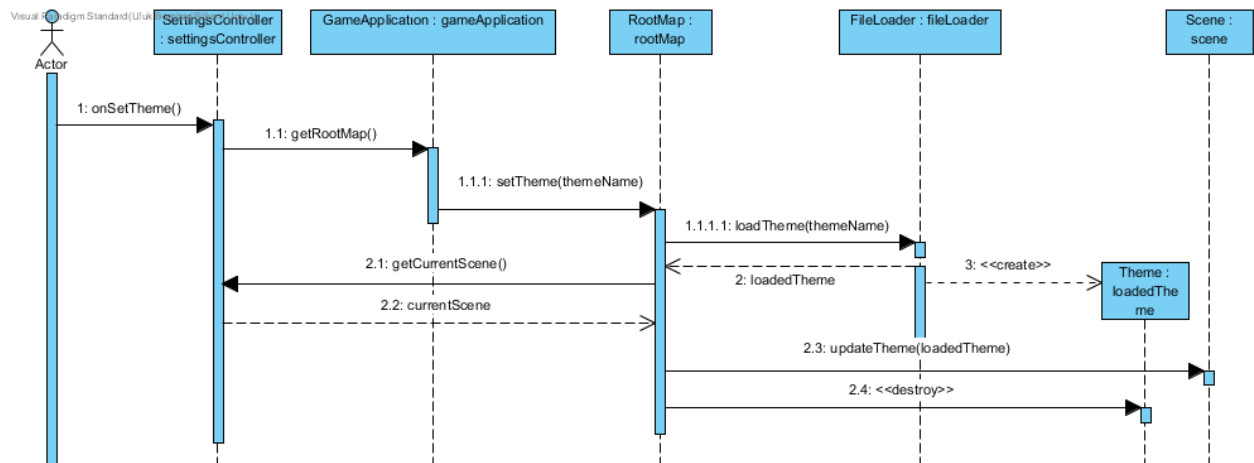 Visual Paradigm Standard(Ufuk
SettingsController
: settingsController
GameApplication : gameApplication
RootMap :
rootMap
FileLoader : fileLoader
Scene :
scene
Actor
1: onSetTheme()
1.1: getRootMap()
1.1.1: setTheme(themeName)
1.1.1.1: loadTheme(themeName)
2.1: getCurrentScene()
2: loadedTheme
3: <<create>>
Theme :
loadedThe
me
2.2: currentScene
2.3: updateTheme(loadedTheme)
2.4: <<destroy>>